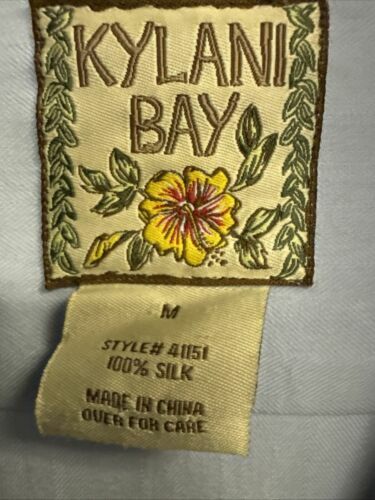 KYLANI
BAY
M
STYLE# 41151
100% SILK
MADE IN CHINA
OVER FOR CARE